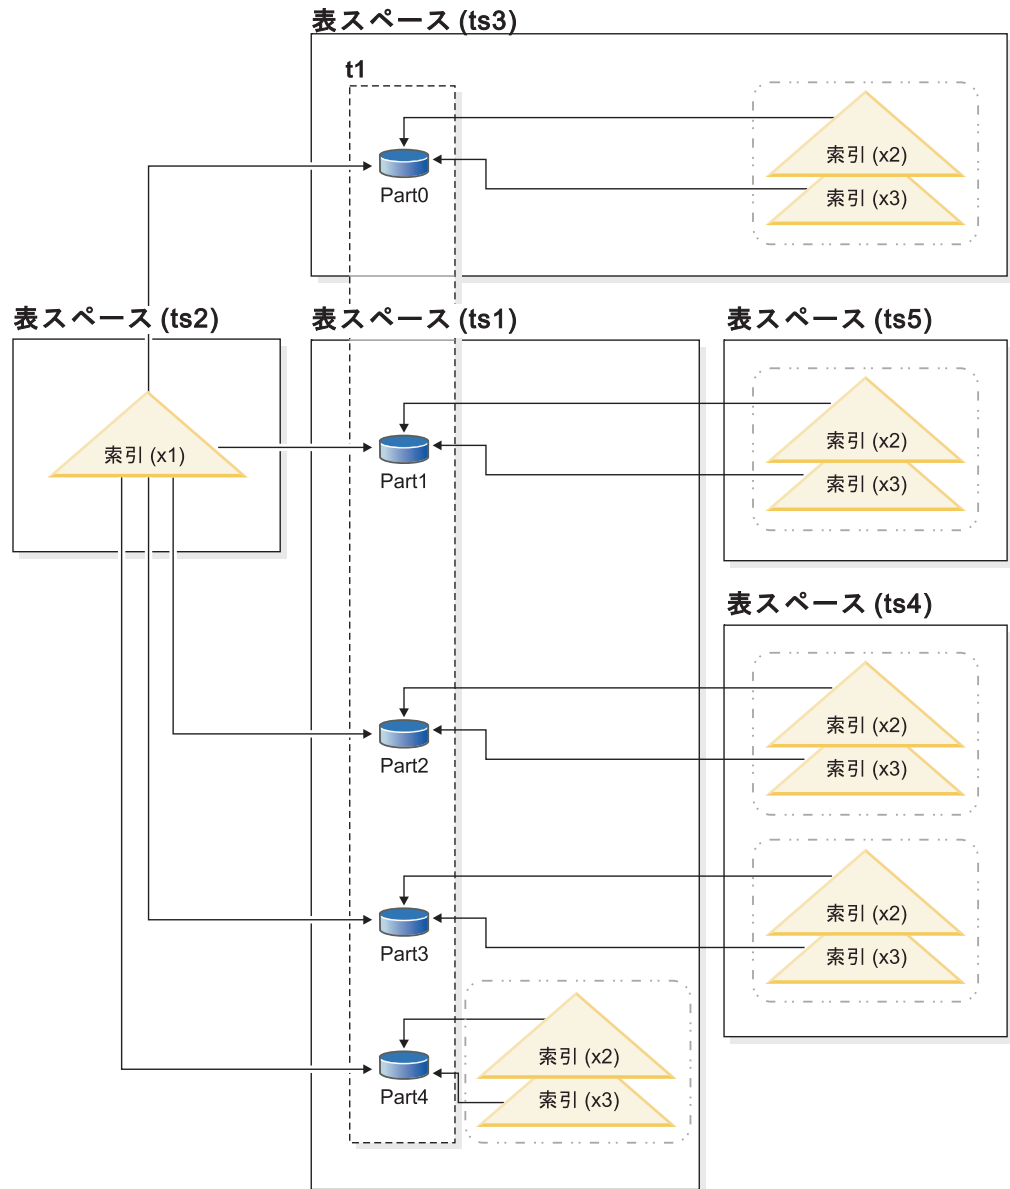 表スペース (ts3)
t1
索引 (x2)
Part0
索引 (x3)
表スペース (ts2)
表スペース (ts1)
表スペース (ts5)
索引 (x1)
索引 (x2)
Part1
索引 (x3)
表スペース (ts4)
索引 (x2)
Part2
索引 (x3)
索引 (x2)
Part3
索引 (x3)
索引 (x2)
Part4
索引 (x3)